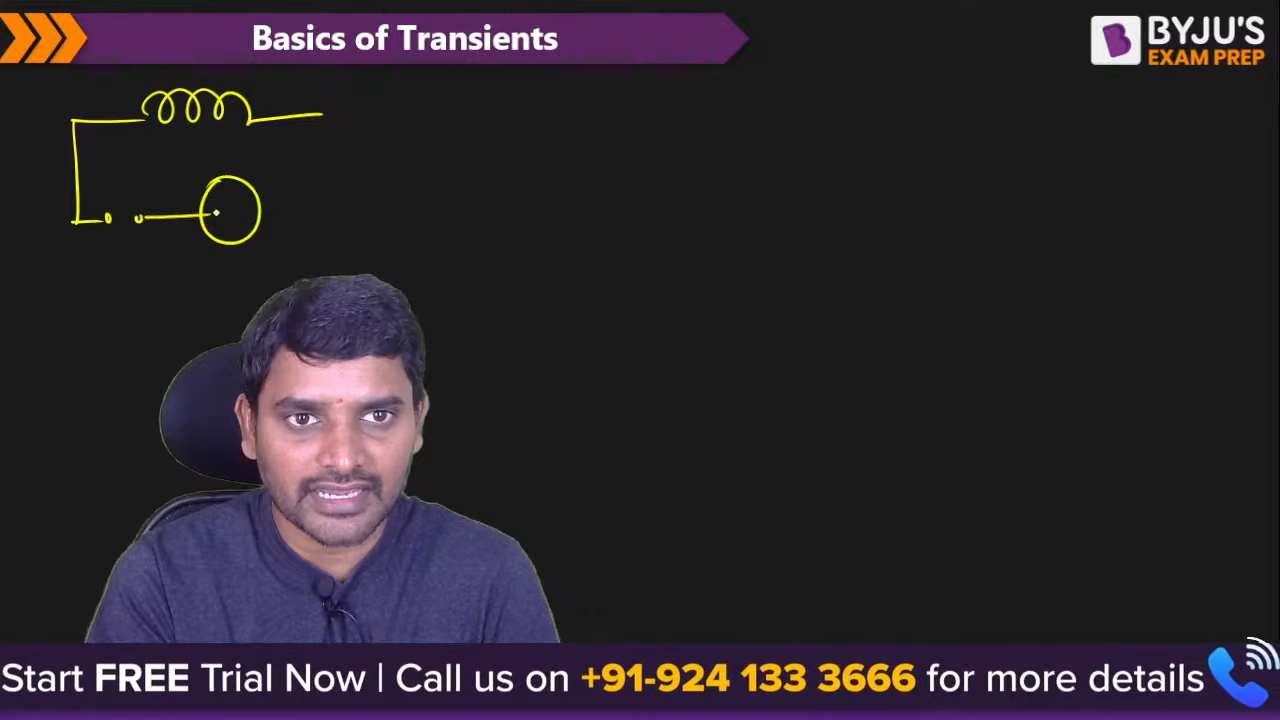 Basics of Transients
BYJU'S
EXAM PREP
Start FREE Trial Now | Call us on +91-924 133 3666 for more details